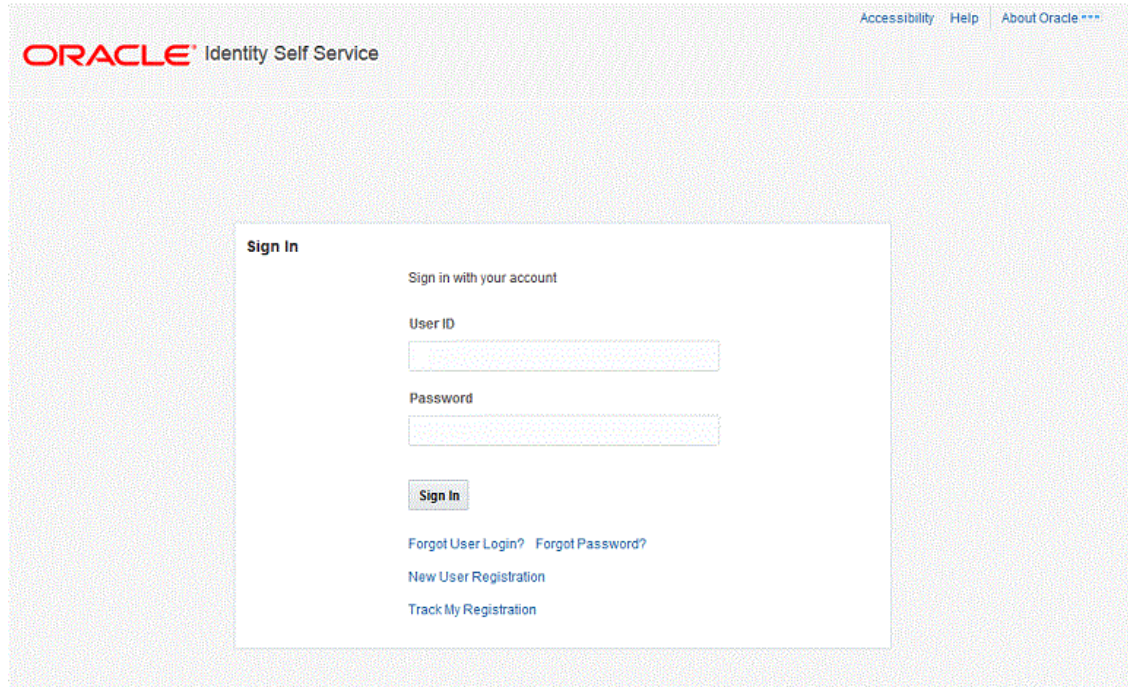 Accessibility Help About Oracle
ORACLE® Identity Self Service
Sign In
Sign in with your account
User ID
Password
Sign In
Forgot User Login? Forgot Password?
New User Registration
Track My Registration